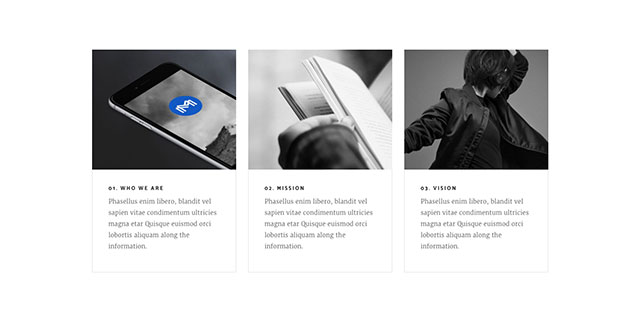 01. WHO WE ARE
Phasellus enim libero, blandit vel
sapien vitae condimentum ultricies
magna etar Quisque euismod orci
lobortis aliquam along the
information.
02. MISSION
Phasellus enim libero, blandit vel
sapien vitae condimentum ultricies
magna etar Quisque euismod orci
lobortis aliquam along the
information.
03. VISION
Phasellus enim libero, blandit vel
sapien vitae condimentum ultricies
magna etar Quisque euismod orci
lobortis aliquam along the
information.